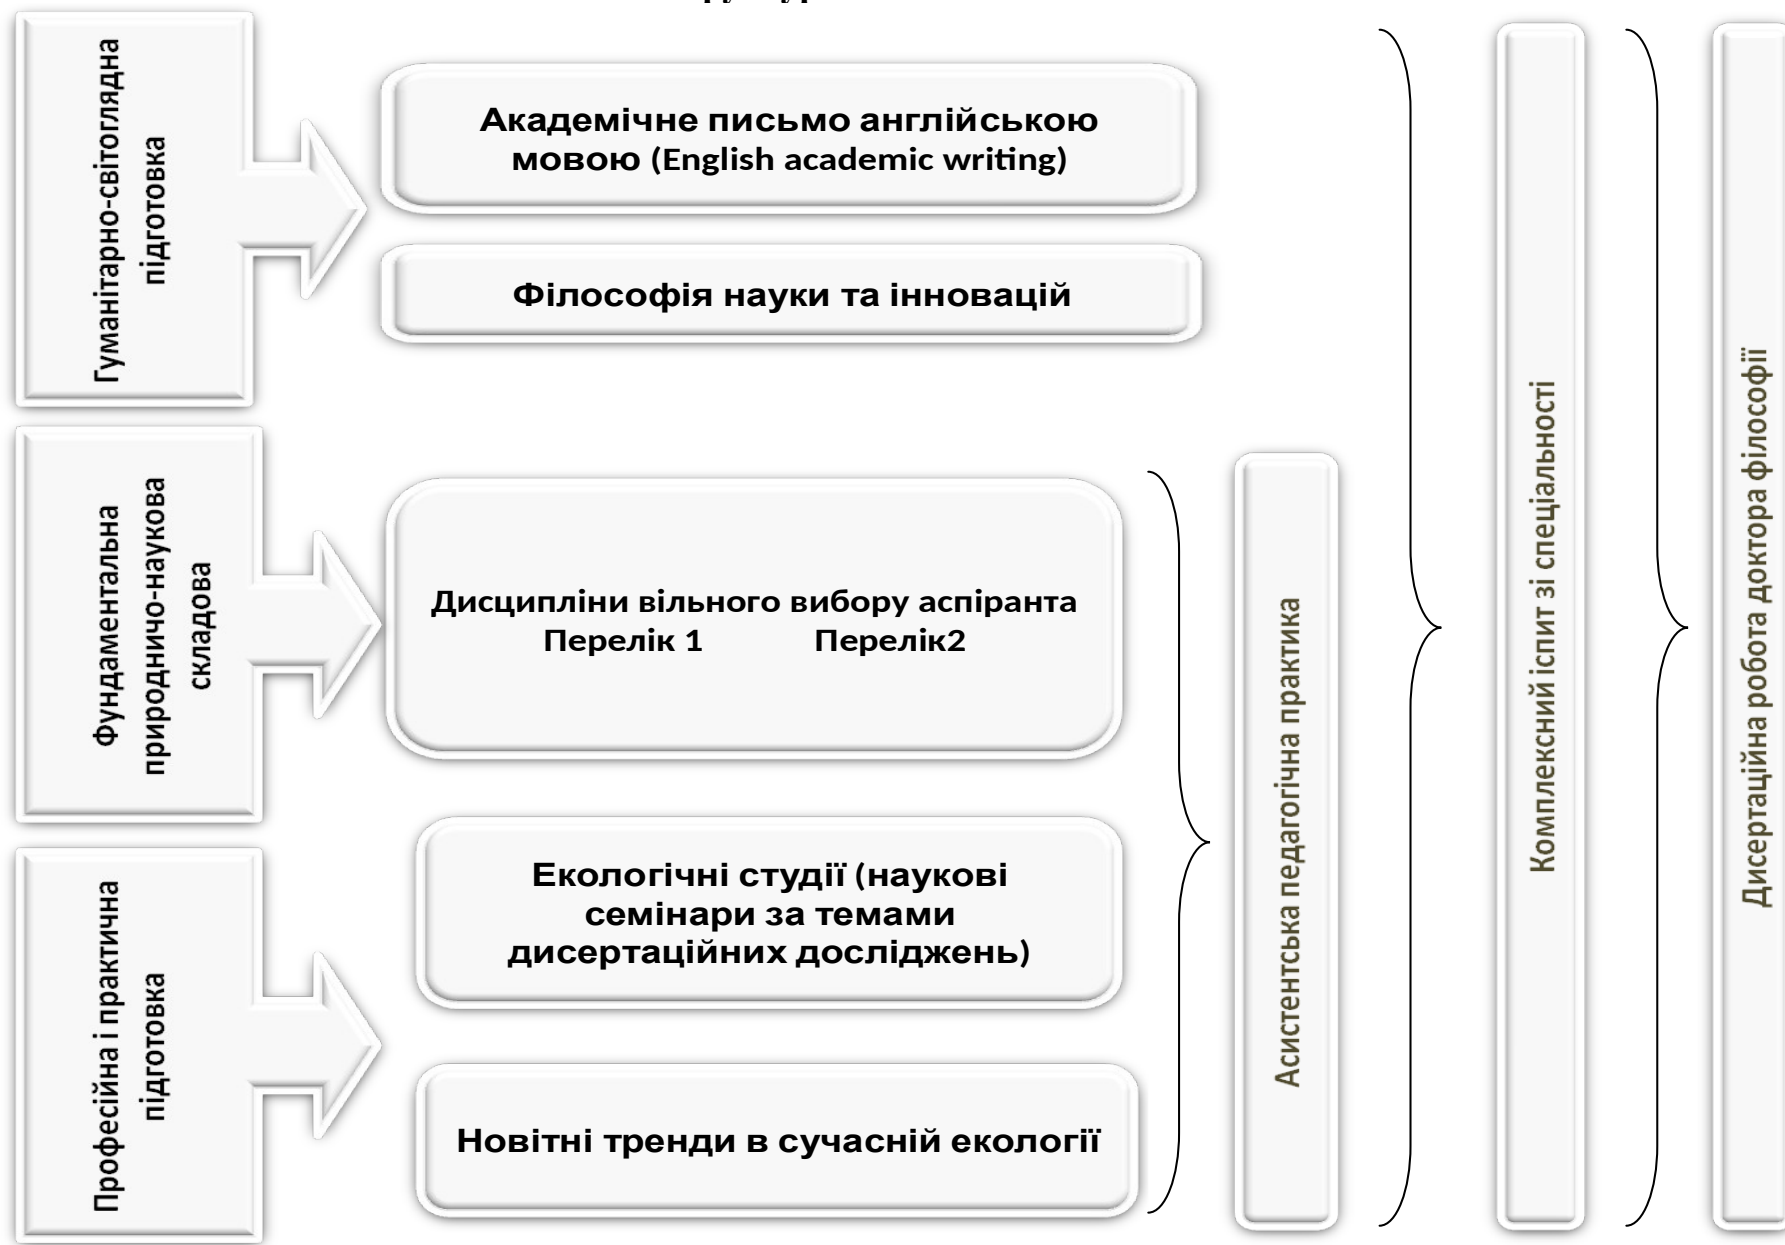 Гуманітарно-світоглядна
підготовка
Академічне письмо англійською
мовою (English academic writing)
Філософія науки та інновацій
Фундаментальна
природничо-наукова
складова
Дисципліни вільного вибору аспіранта
Перелік 1 Перелік2
Професійна і практична
підготовка
Екологічні студії (наукові
семінари за темами
дисертаційних досліджень)
Новітні тренди в сучасній екології
Асистентська педагогічна практика
Комплексний іспит зі спеціальності
Дисертаційна робота доктора філософії